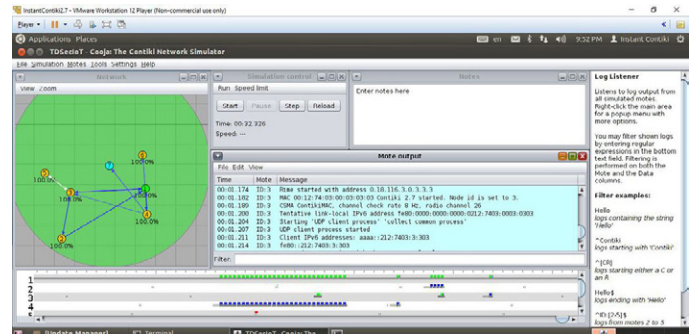 InstantContiki2.7 - VMware Workstation 12 Player (Non-commercial use only)
Player
Applications Places
en
9:52 PM
Instant Contiki
TDSecIoT - Cooja: The Contiki Network Simulator
File Simulation Motes Tools Settings Help
Network
View Zoom
100.0%
100.0%
100.0%
100.0%
100.0%
Simulation control
Run Speed limit
Start Pause Step Reload
Time: 00:32.326
Speed: ---
Notes
Enter notes here
Mote output
File Edit View
Time Mote Message
00:01.174 ID:3 Rime started with address 0.18.116.3.0.3.3.3
00:01.182 ID:3 MAC 00:12:74:03:00:03:03:03 Contiki 2.7 started. Node id is set to 3.
00:01.189 ID:3 CSMA ContikiMAC, channel check rate 8 Hz, radio channel 26
00:01.200 ID:3 Tentative link-local IPv6 address fe80:0000:0000:0000:0212:7403:0003:0303
00:01.204 ID:3 Starting 'UDP client process' 'collect common process'
00:01.207 ID:3 UDP client process started
00:01.211 ID:3 Client IPv6 addresses: aaaa::212:7403:3:303
00:01.214 ID:3 fe80::212:7403:3:303
Filter:
1
2
3
4
Log Listener
Listens to log output from
all simulated motes.
Right-click the main area
for a popup menu with
more options.
You may filter shown logs
by entering regular
expressions in the bottom
text field. Filtering is
performed on both the
Mote and the Data
columns.
Filter examples:
Hello
logs containing the string
'Hello'
^Contiki
logs starting with 'Contiki'
^[CR]
logs starting either a C or
an R
Hello$
logs ending with 'Hello'
^ID:[2-5]$
logs from motes 2 to 5
[Update Manager]
Terminal
TDSecIoT - Cooja: The